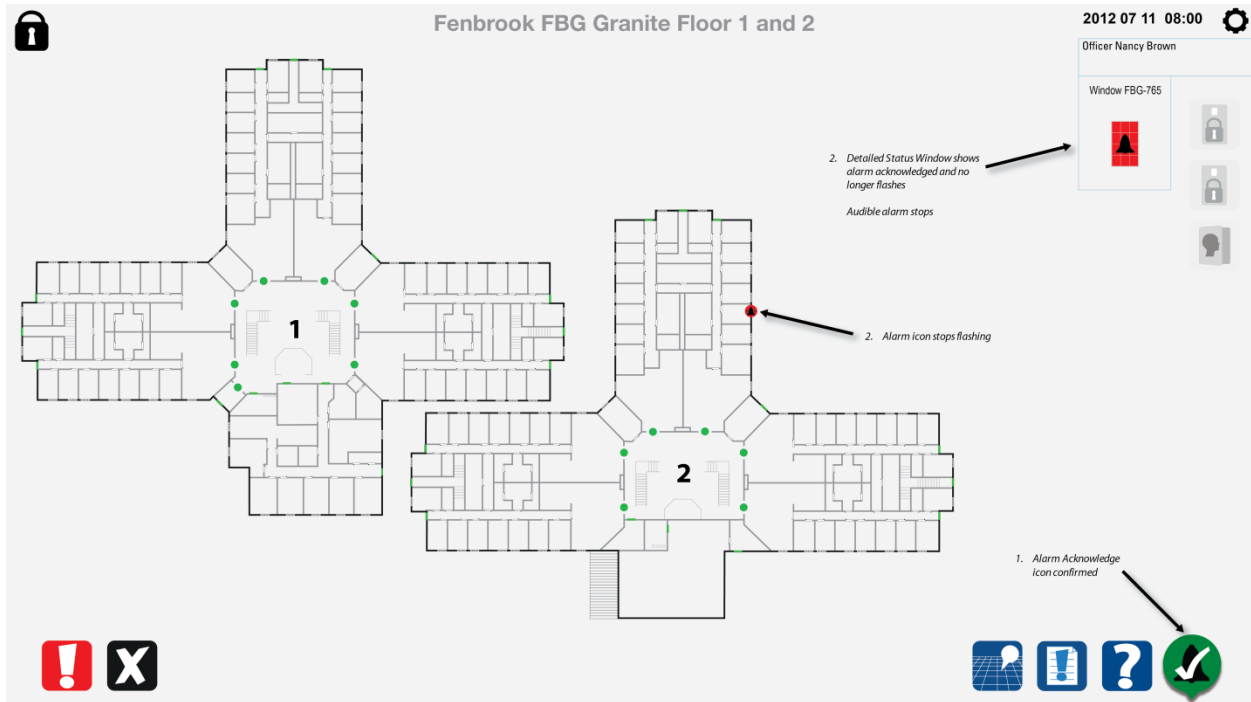 Fenbrook FBG Granite Floor 1 and 2
2012 07 11 08:00
Officer Nancy Brown
Window FBG-765
2. Detailed Status Window shows
alarm acknowledged and no
longer flashes
Audible alarm stops
1
2. Alarm icon stops flashing
2
1. Alarm Acknowledge
icon confirmed
! X
! ?